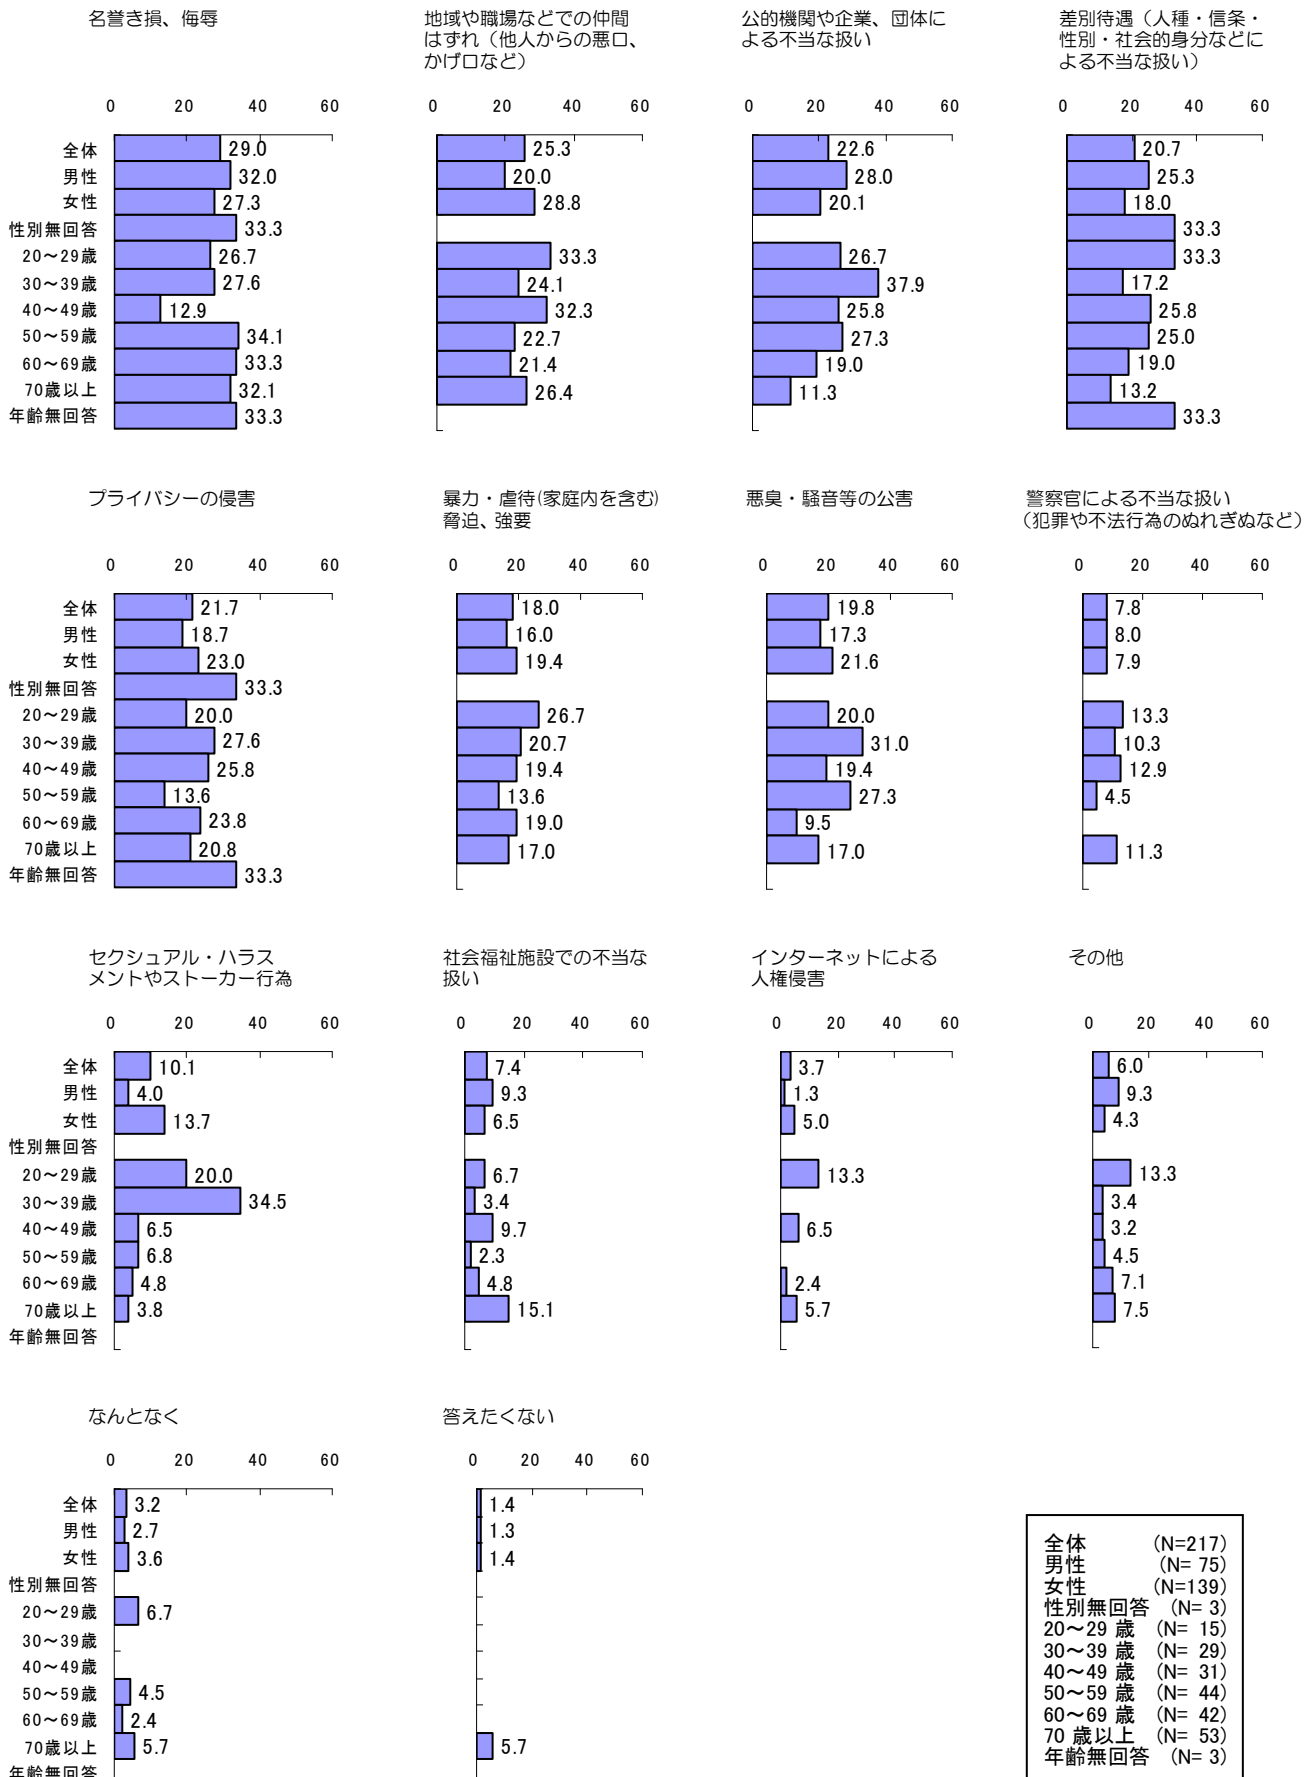 名誉き損、侮辱
0 20 40 60
全体 29.0
男性 32.0
女性 27.3
性別無回答 33.3
20～29歳 26.7
30～39歳 27.6
40～49歳 12.9
50～59歳 34.1
60～69歳 33.3
70歳以上 32.1
年齢無回答 33.3
地域や職場などでの仲間
はずれ（他人からの悪口、
かげ口など）
0 20 40 60
25.3
20.0
28.8
33.3
24.1
32.3
22.7
21.4
26.4
公的機関や企業、団体に
よる不当な扱い
0 20 40 60
22.6
28.0
20.1
26.7
37.9
25.8
27.3
19.0
11.3
差別待遇（人種・信条・
性別・社会的身分などに
よる不当な扱い）
0 20 40 60
20.7
25.3
18.0
33.3
33.3
17.2
25.8
25.0
19.0
13.2
33.3
プライバシーの侵害
0 20 40 60
全体 21.7
男性 18.7
女性 23.0
性別無回答 33.3
20～29歳 20.0
30～39歳 27.6
40～49歳 25.8
50～59歳 13.6
60～69歳 23.8
70歳以上 20.8
年齢無回答 33.3
暴力・虐待(家庭内を含む)
脅迫、強要
0 20 40 60
18.0
16.0
19.4
26.7
20.7
19.4
13.6
19.0
17.0
悪臭・騒音等の公害
0 20 40 60
19.8
17.3
21.6
20.0
31.0
19.4
27.3
9.5
17.0
警察官による不当な扱い
（犯罪や不法行為のぬれぎぬなど）
0 20 40 60
7.8
8.0
7.9
13.3
10.3
12.9
4.5
11.3
セクシュアル・ハラス
メントやストーカー行為
0 20 40 60
全体 10.1
男性 4.0
女性 13.7
性別無回答
20～29歳 20.0
30～39歳 34.5
40～49歳 6.5
50～59歳 6.8
60～69歳 4.8
70歳以上 3.8
年齢無回答
社会福祉施設での不当な
扱い
0 20 40 60
7.4
9.3
6.5
6.7
3.4
9.7
2.3
4.8
15.1
インターネットによる
人権侵害
0 20 40 60
3.7
1.3
5.0
13.3
6.5
2.4
5.7
その他
0 20 40 60
6.0
9.3
4.3
13.3
3.4
3.2
4.5
7.1
7.5
なんとなく
0 20 40 60
全体 3.2
男性 2.7
女性 3.6
性別無回答
20～29歳 6.7
30～39歳
40～49歳
50～59歳 4.5
60～69歳 2.4
70歳以上 5.7
年齢無回答
答えたくない
0 20 40 60
1.4
1.3
1.4
5.7
全体 (N=217)
男性 (N= 75)
女性 (N=139)
性別無回答 (N= 3)
20～29 歳 (N= 15)
30～39 歳 (N= 29)
40～49 歳 (N= 31)
50～59 歳 (N= 44)
60～69 歳 (N= 42)
70 歳以上 (N= 53)
年齢無回答 (N= 3)